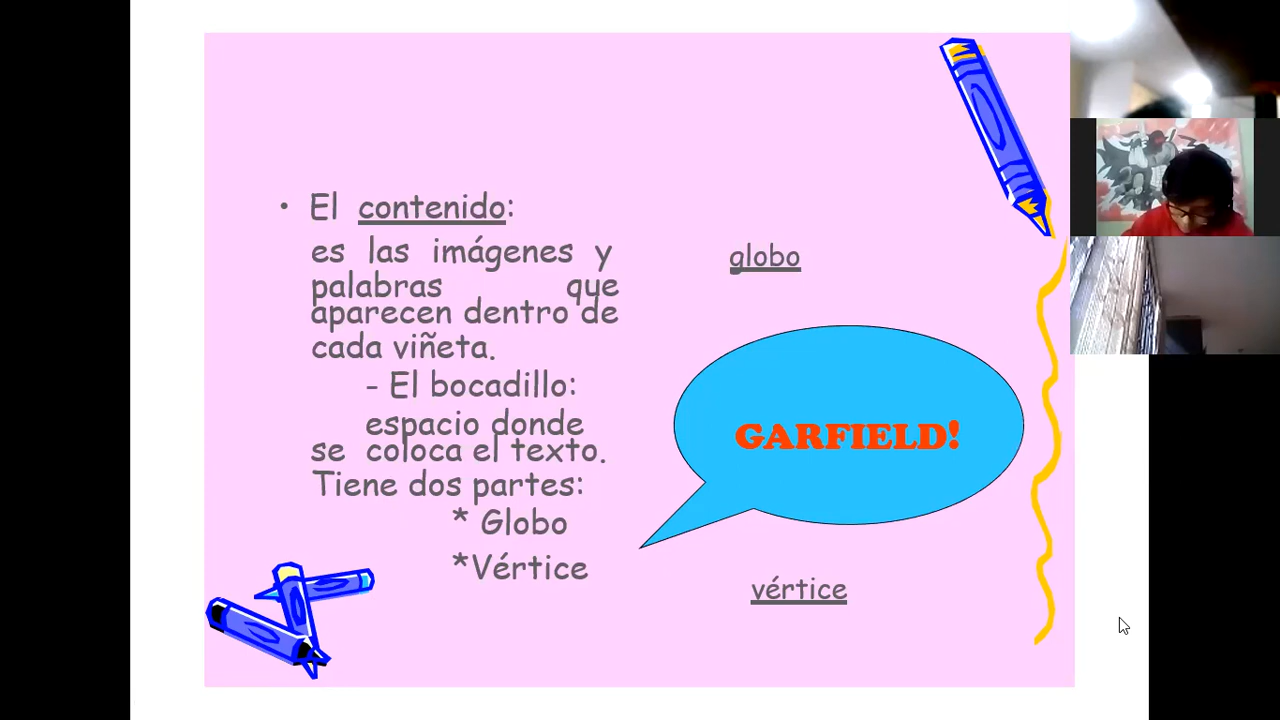 • El contenido:
es las imágenes y
palabras que
aparecen dentro de
cada viñeta.
- El bocadillo:
espacio donde
se coloca el texto.
Tiene dos partes:
* Globo
*Vértice
globo
GARFIELD!
vértice